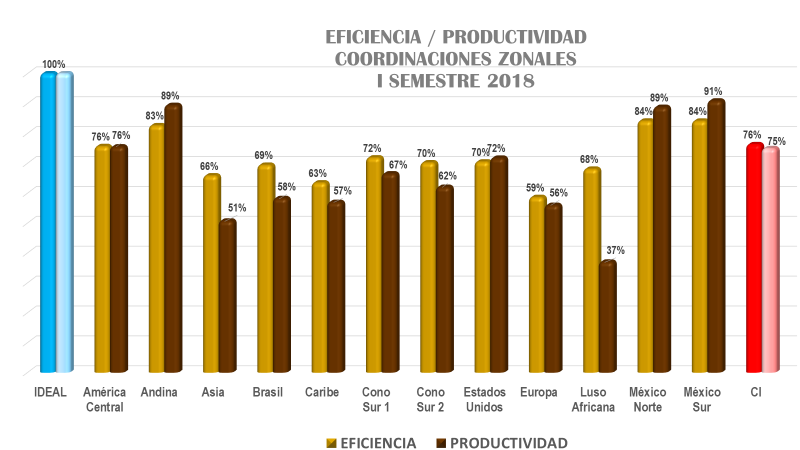 EFICIENCIA / PRODUCTIVIDAD
COORDINACIONES ZONALES
I SEMESTRE 2018
100%
76% 76%
83% 89%
66% 51%
69% 58%
63% 57%
72% 67%
70% 62%
70% 72%
59% 56%
68% 37%
84% 89%
84% 91%
76% 75%
IDEAL
América
Central
Andina
Asia
Brasil
Caribe
Cono
Sur 1
Cono
Sur 2
Estados
Unidos
Europa
Luso
Africana
México
Norte
México
Sur
CI
EFICIENCIA PRODUCTIVIDAD